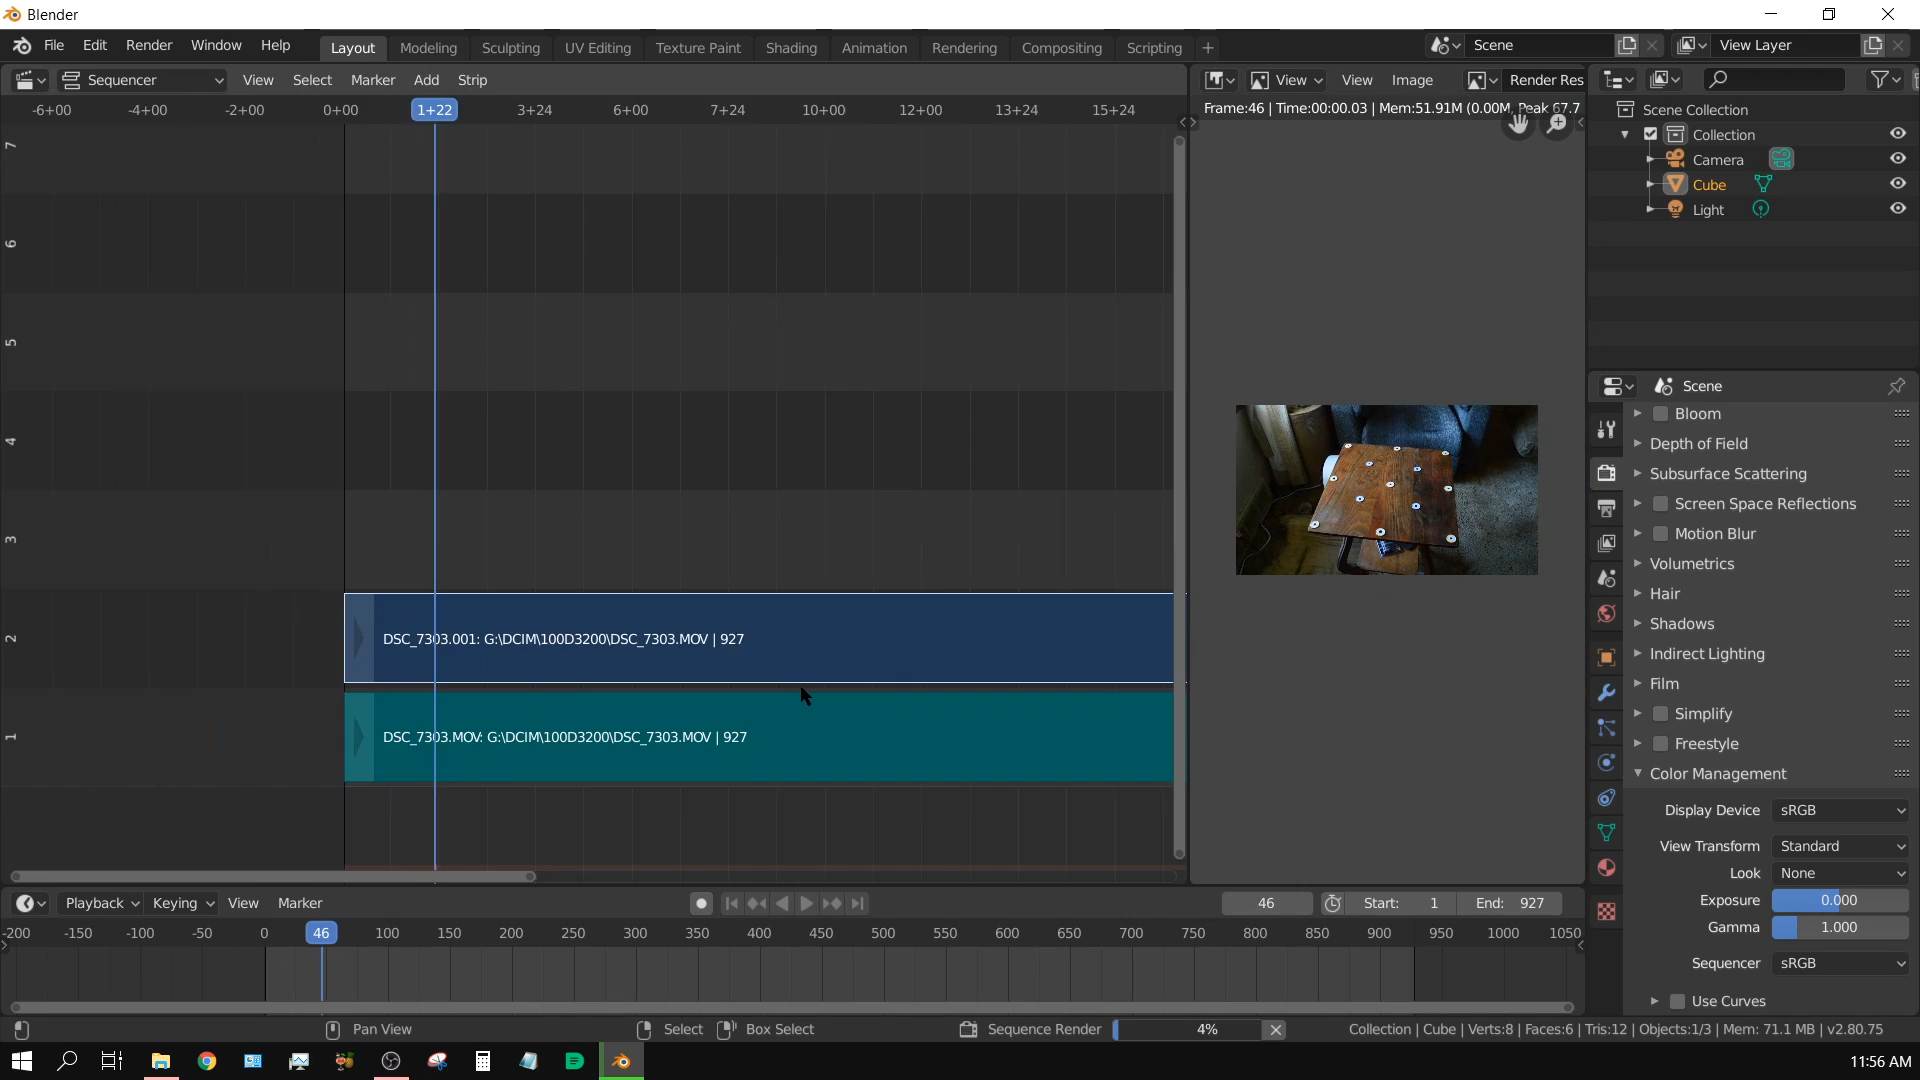 Blender
File Edit Render Window Help Layout Modeling Sculpting UV Editing Texture Paint Shading Animation Rendering Compositing Scripting + Scene View Layer
Sequencer View Select Marker Add Strip
View View Image Render Res
-6+00 -4+00 -2+00 0+00 1+22 3+24 6+00 7+24 10+00 12+00 13+24 15+24
Frame:46 | Time:00:00.03 | Mem:51.91M (0.00M, Peak 67.7
Scene Collection
Collection
Camera
Cube
Light
7
6
5
4
3
2
1
DSC_7303.001: G:\DCIM\100D3200\DSC_7303.MOV | 927
DSC_7303.MOV: G:\DCIM\100D3200\DSC_7303.MOV | 927
Scene
Bloom
Depth of Field
Subsurface Scattering
Screen Space Reflections
Motion Blur
Volumetrics
Hair
Shadows
Indirect Lighting
Film
Simplify
Freestyle
Color Management
Display Device sRGB
View Transform Standard
Look None
Exposure 0.000
Gamma 1.000
Sequencer sRGB
Use Curves
Playback Keying View Marker 46 Start: 1 End: 927
-200 -150 -100 -50 0 46 100 150 200 250 300 350 400 450 500 550 600 650 700 750 800 850 900 950 1000 1050
Pan View Select Box Select Sequence Render 4% Collection | Cube | Verts:8 | Faces:6 | Tris:12 | Objects:1/3 | Mem: 71.1 MB | v2.80.75
11:56 AM